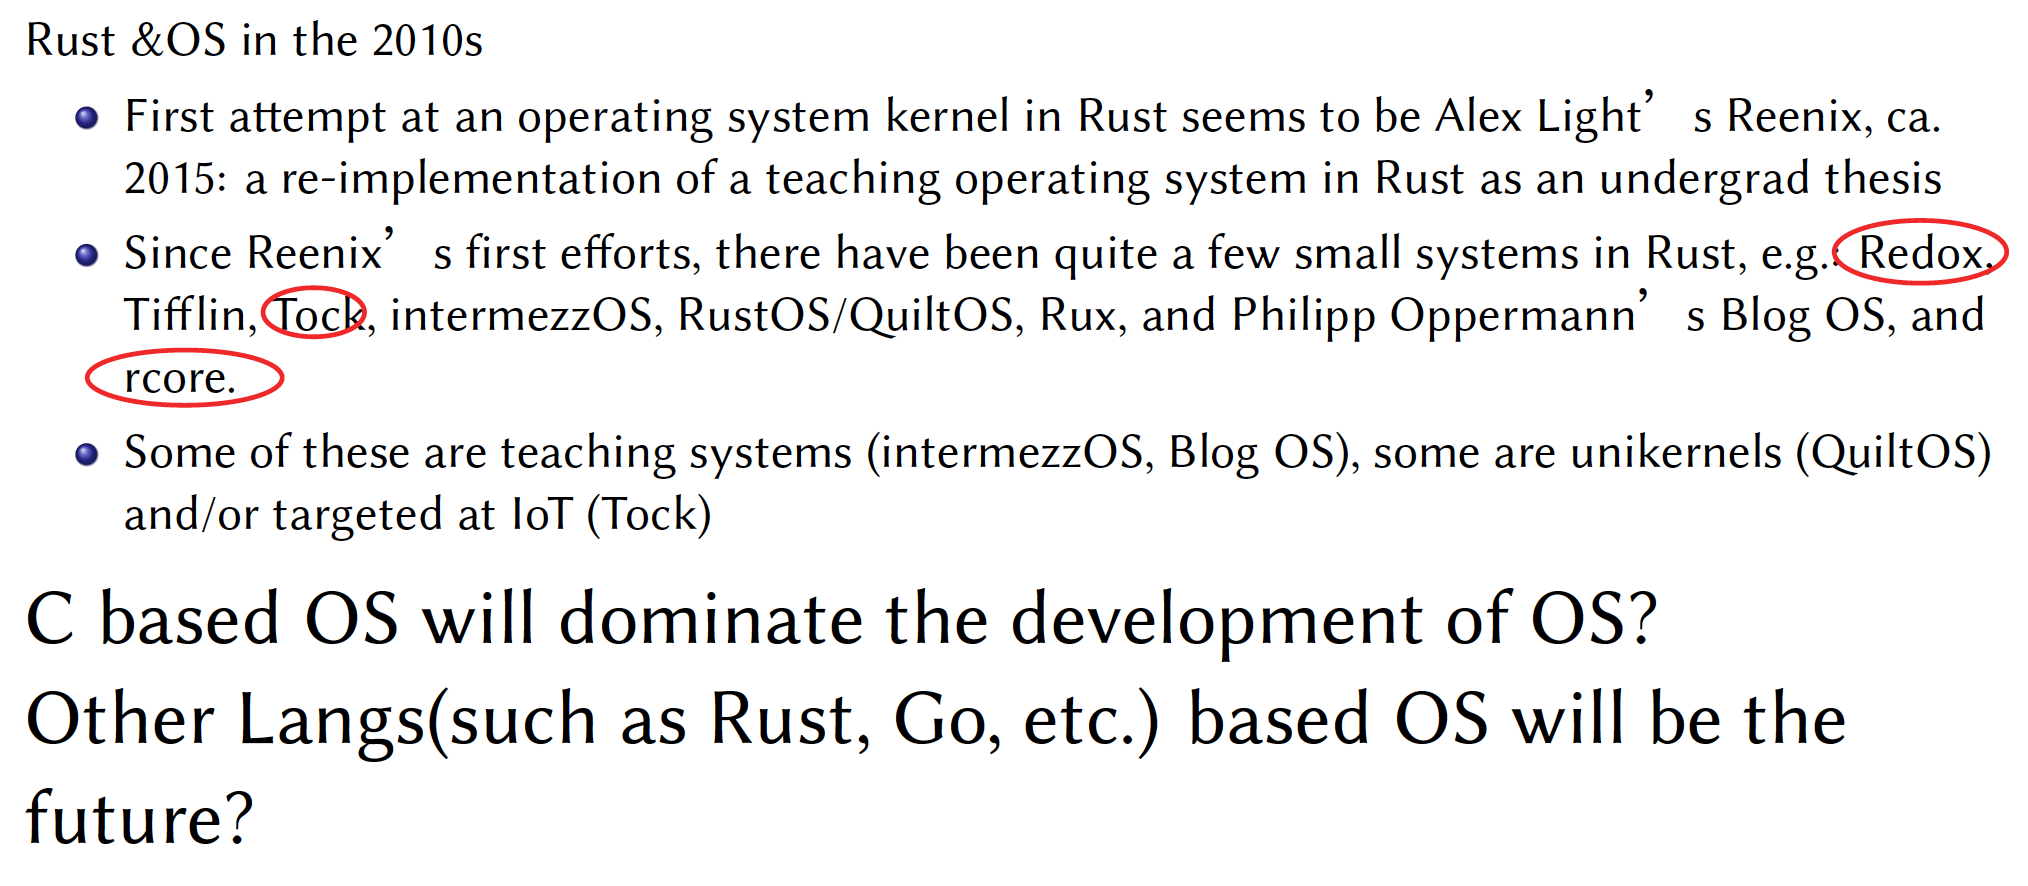 Rust &OS in the 2010s
First attempt at an operating system kernel in Rust seems to be Alex Light’ s Reenix, ca.
2015: a re-implementation of a teaching operating system in Rust as an undergrad thesis
Since Reenix’ s first efforts, there have been quite a few small systems in Rust, e.g.: Redox.
Tifflin, Tock, intermezzOS, RustOS/QuiltOS, Rux, and Philipp Oppermann’ s Blog OS, and
rcore.
Some of these are teaching systems (intermezzOS, Blog OS), some are unikernels (QuiltOS)
and/or targeted at IoT (Tock)
C based OS will dominate the development of OS?
Other Langs(such as Rust, Go, etc.) based OS will be the
future?